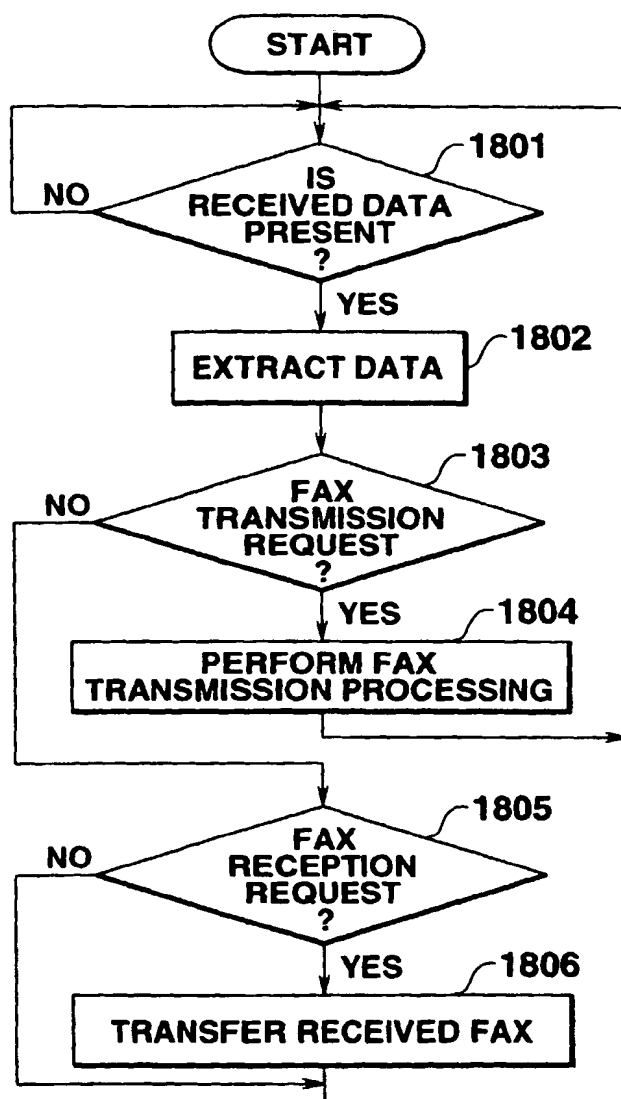 START
1801
IS
RECEIVED DATA
PRESENT
?
NO
YES
1802
EXTRACT DATA
1803
FAX
TRANSMISSION
REQUEST
?
NO
YES
1804
PERFORM FAX
TRANSMISSION PROCESSING
1805
FAX
RECEPTION
REQUEST
?
NO
YES
1806
TRANSFER RECEIVED FAX